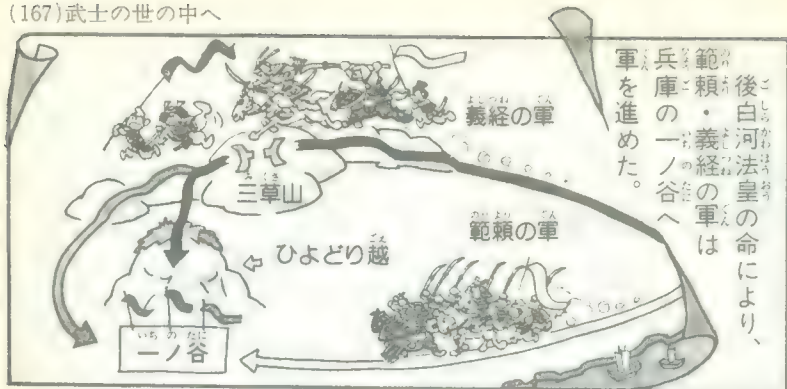 (167)武士の世の中へ
後白河法皇の命により、
範頼・義経の軍は
兵庫の一ノ谷へ
軍を進めた。
義経の軍
三草山
範頼の軍
ひよどり越
一ノ谷